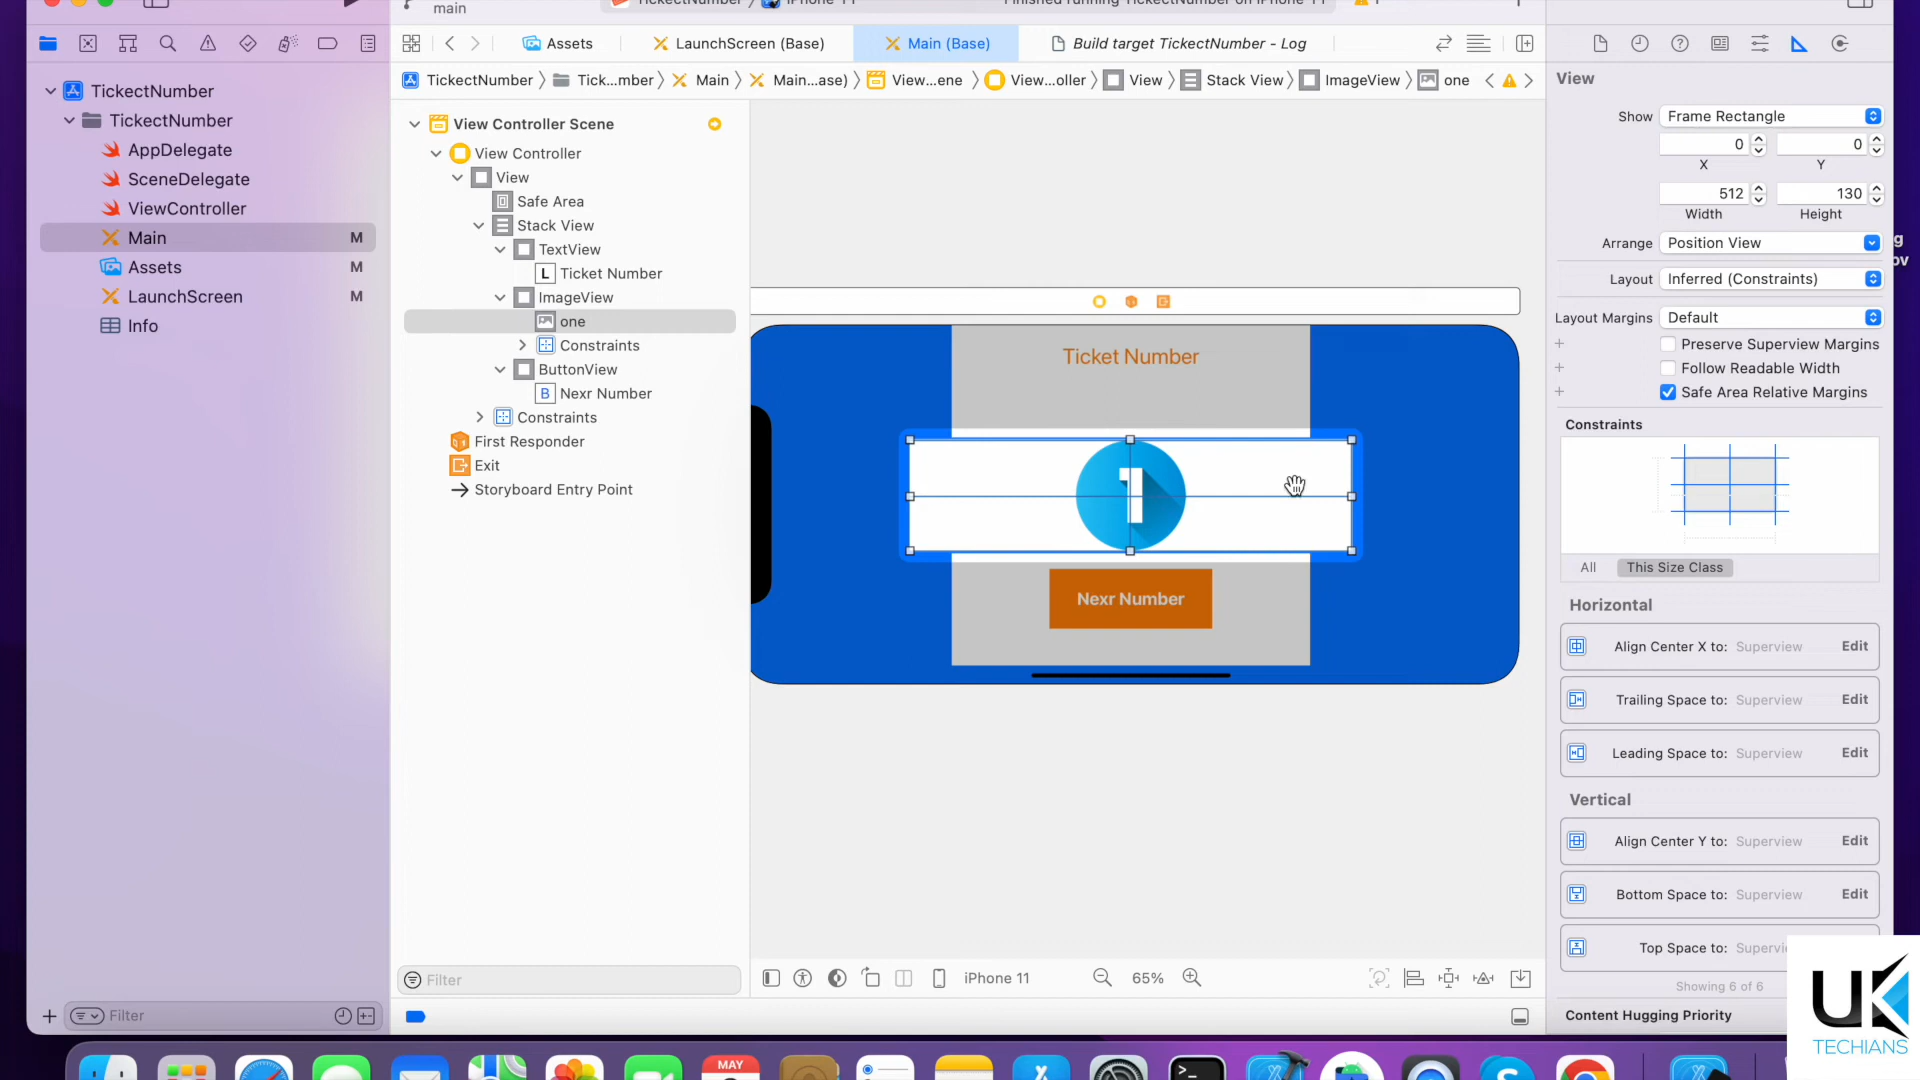 main
Assets
LaunchScreen (Base)
Main (Base)
Build target TickectNumber - Log
TickectNumber
Tick...mber
Main
Main...ase)
View...ene
View...oller
View
Stack View
ImageView
one
TickectNumber
TickectNumber
AppDelegate
SceneDelegate
ViewController
Main M
Assets M
LaunchScreen M
Info
Filter
View Controller Scene
View Controller
View
Safe Area
Stack View
TextView
L Ticket Number
ImageView
one
Constraints
ButtonView
B Nexr Number
Constraints
First Responder
Exit
Storyboard Entry Point
Filter
Ticket Number
1
Nexr Number
iPhone 11
65%
View
Show Frame Rectangle
0 0
X Y
512 130
Width Height
Arrange Position View
Layout Inferred (Constraints)
Layout Margins Default
Preserve Superview Margins
Follow Readable Width
Safe Area Relative Margins
Constraints
All This Size Class
Horizontal
Align Center X to: Superview Edit
Trailing Space to: Superview Edit
Leading Space to: Superview Edit
Vertical
Align Center Y to: Superview Edit
Bottom Space to: Superview Edit
Top Space to:
Showing 6 of 6
Content Hugging Priority
MAY
UK
TECHIANS